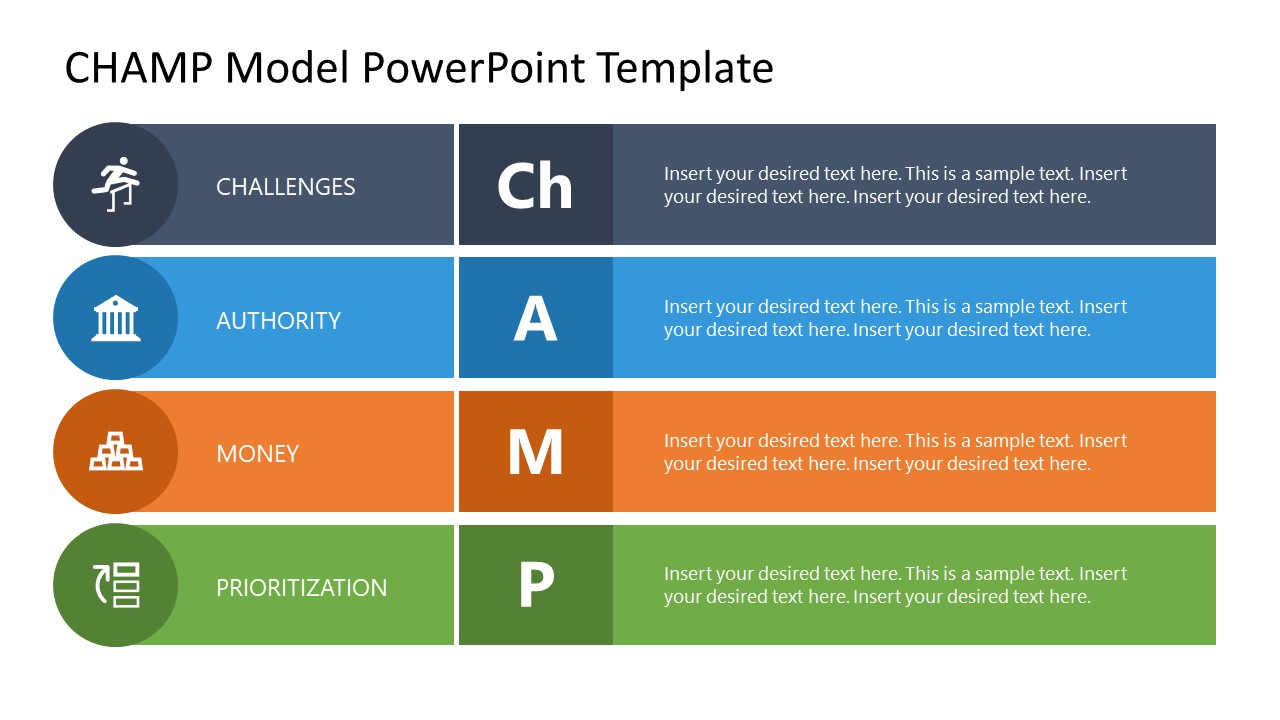 CHAMP Model PowerPoint Template
CHALLENGES
Ch
Insert your desired text here. This is a sample text. Insert
your desired text here. Insert your desired text here.
AUTHORITY
A
Insert your desired text here. This is a sample text. Insert
your desired text here. Insert your desired text here.
MONEY
M
Insert your desired text here. This is a sample text. Insert
your desired text here. Insert your desired text here.
PRIORITIZATION
P
Insert your desired text here. This is a sample text. Insert
your desired text here. Insert your desired text here.